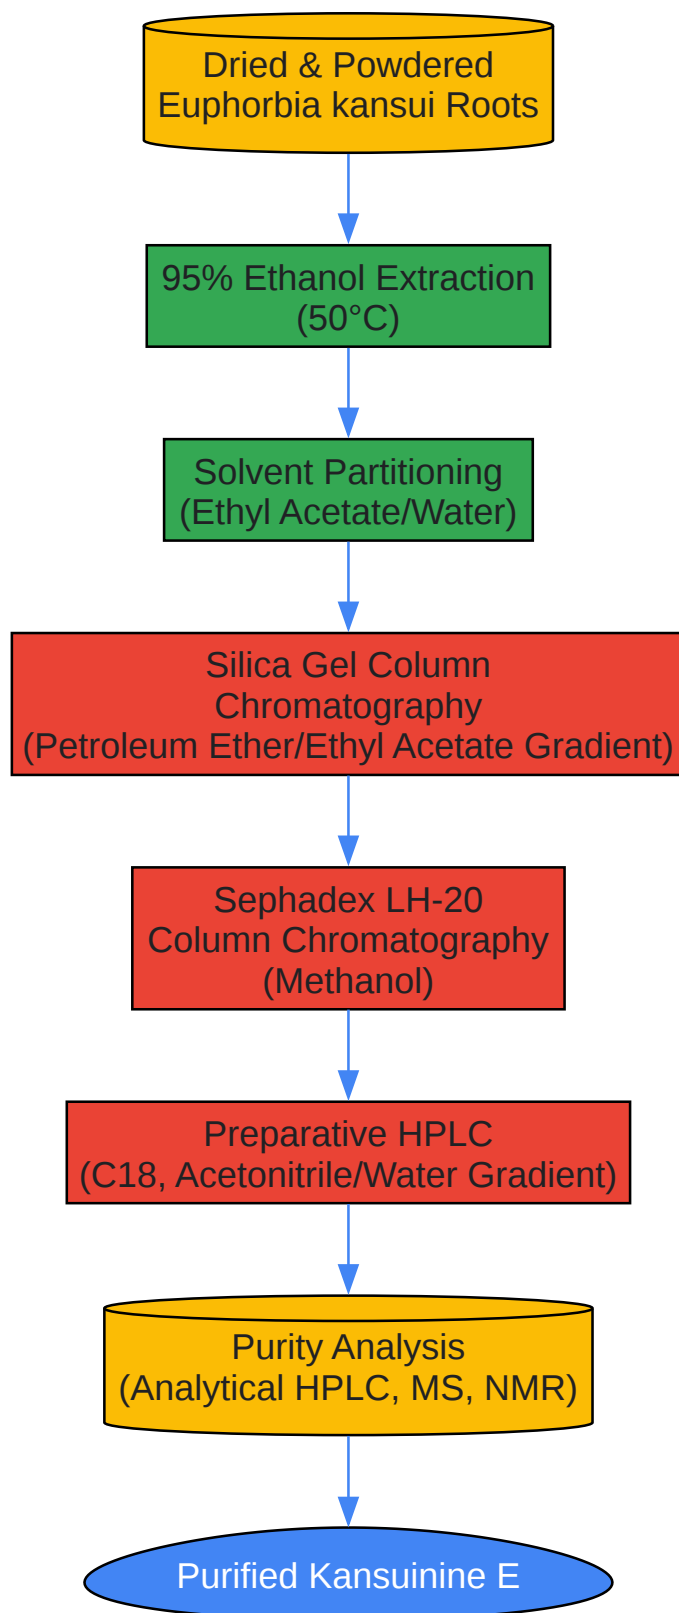 Dried & Powdered
Euphorbia kansui Roots
95% Ethanol Extraction
(50°C)
Solvent Partitioning
(Ethyl Acetate/Water)
Silica Gel Column
Chromatography
(Petroleum Ether/Ethyl Acetate Gradient)
Sephadex LH-20
Column Chromatography
(Methanol)
Preparative HPLC
(C18, Acetonitrile/Water Gradient)
Purity Analysis
(Analytical HPLC, MS, NMR)
Purified Kansuinine E